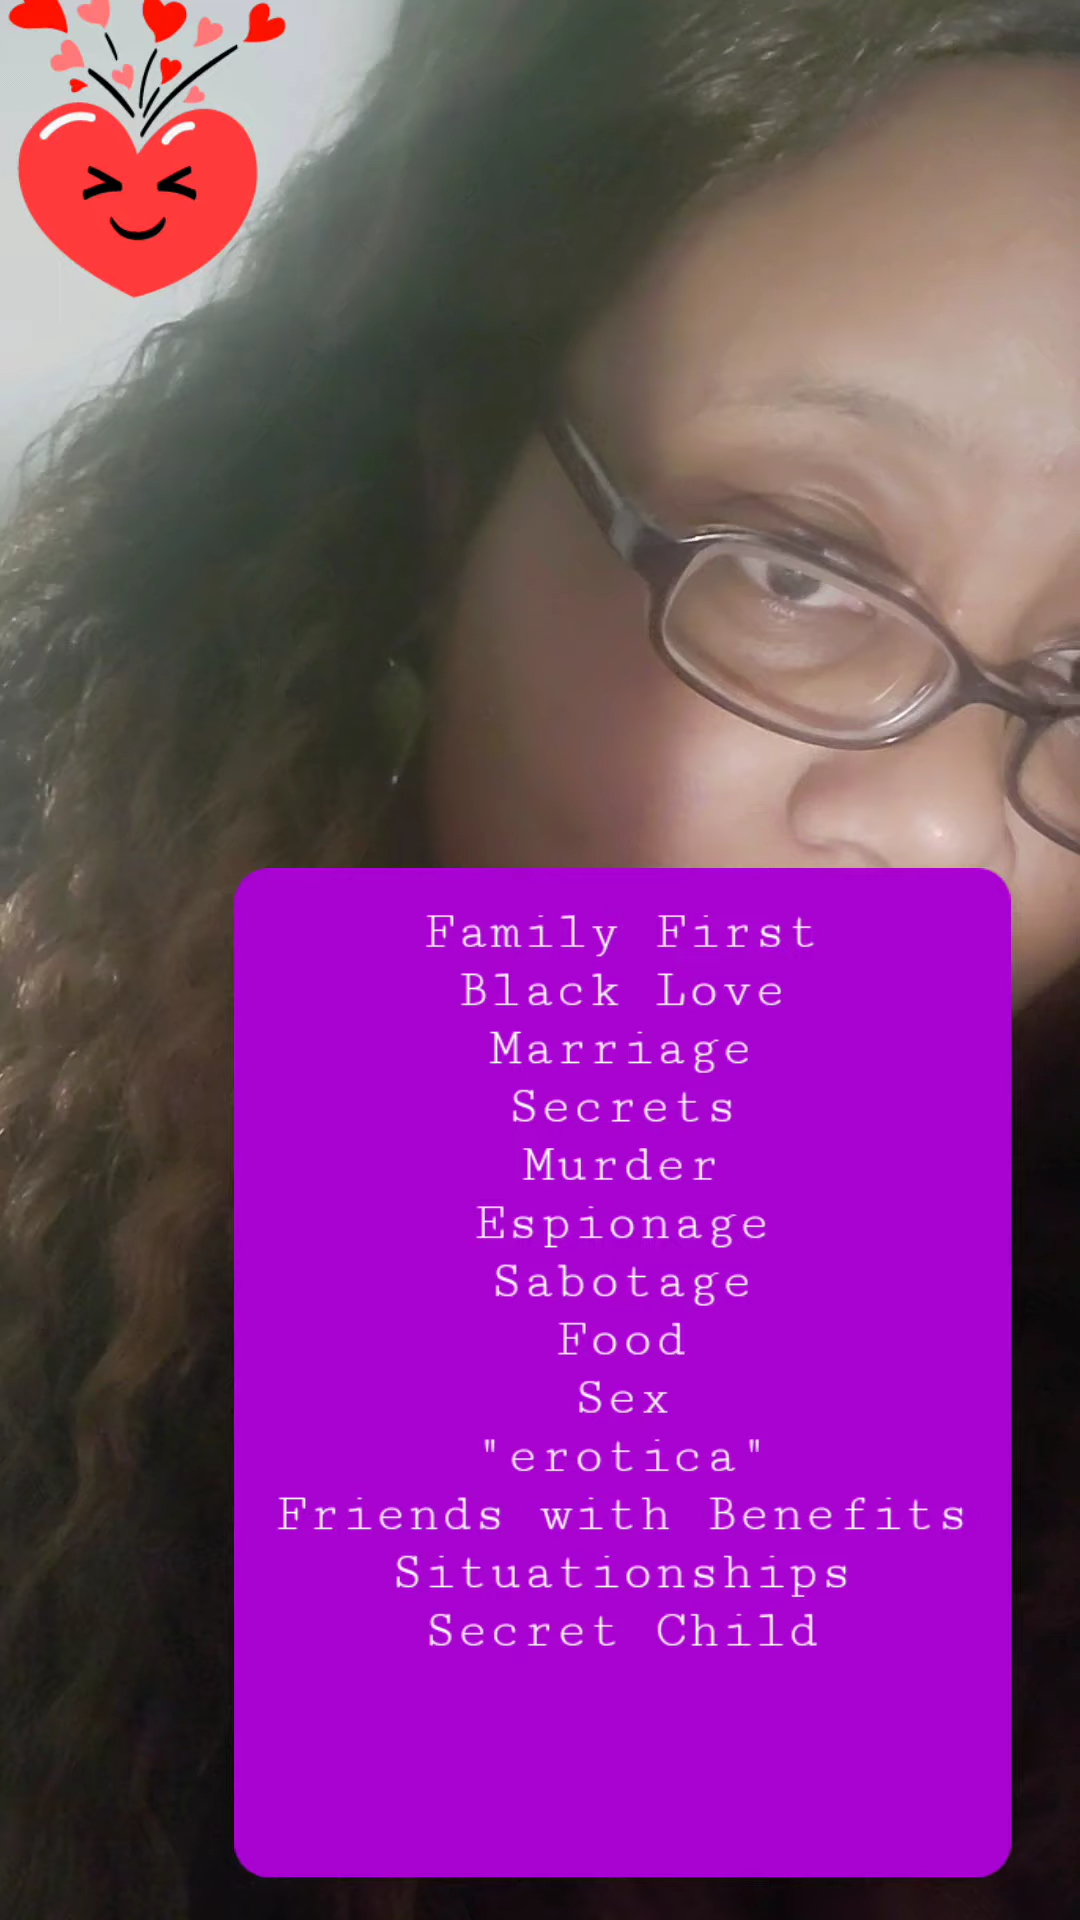 Family First
Black Love
Marriage
Secrets
Murder
Espionage
Sabotage
Food
Sex
"erotica"
Friends with Benefits
Situationships
Secret Child